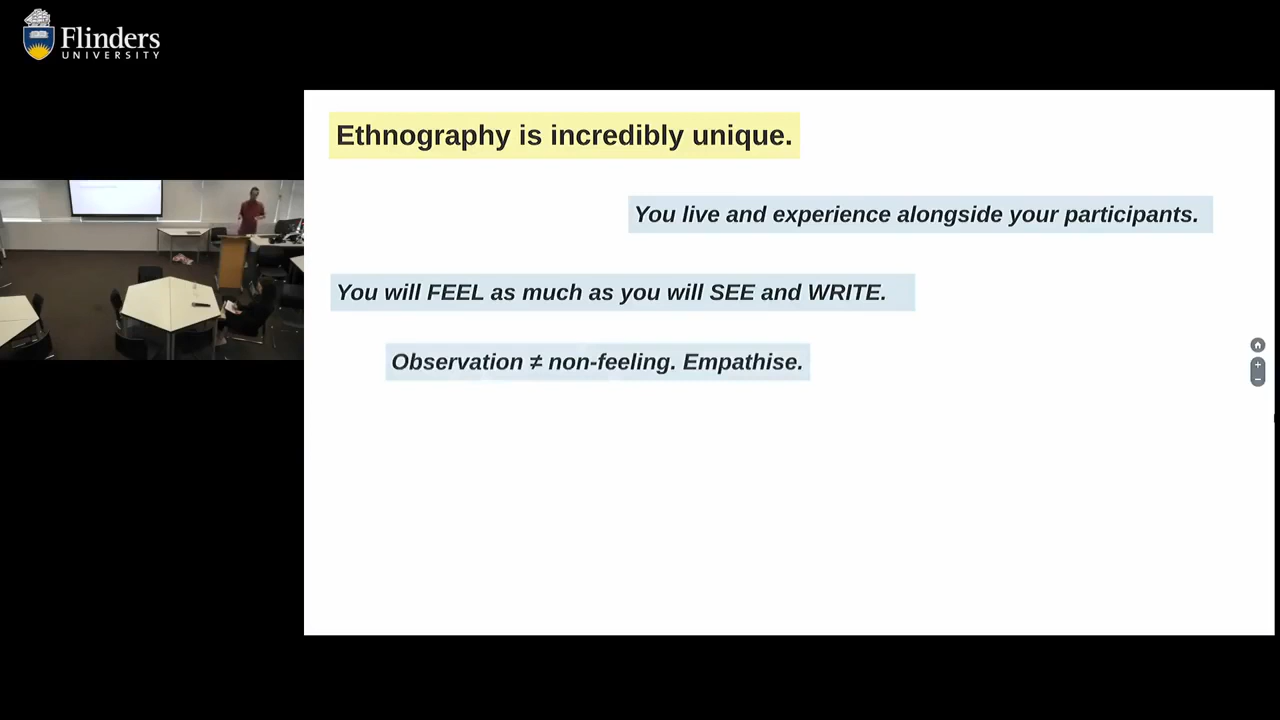 Flinders
UNIVERSITY
Ethnography is incredibly unique.
You live and experience alongside your participants.
You will FEEL as much as you will SEE and WRITE.
Observation ≠ non-feeling. Empathise.